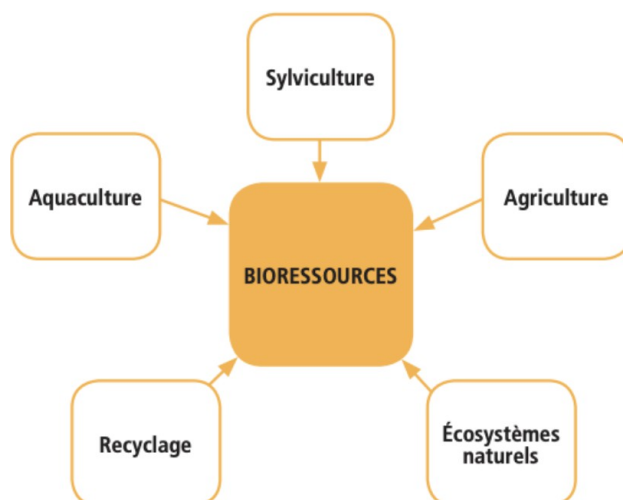 Sylviculture
Aquaculture
Agriculture
BIORESSOURCES
Recyclage
Écosystèmes
naturels